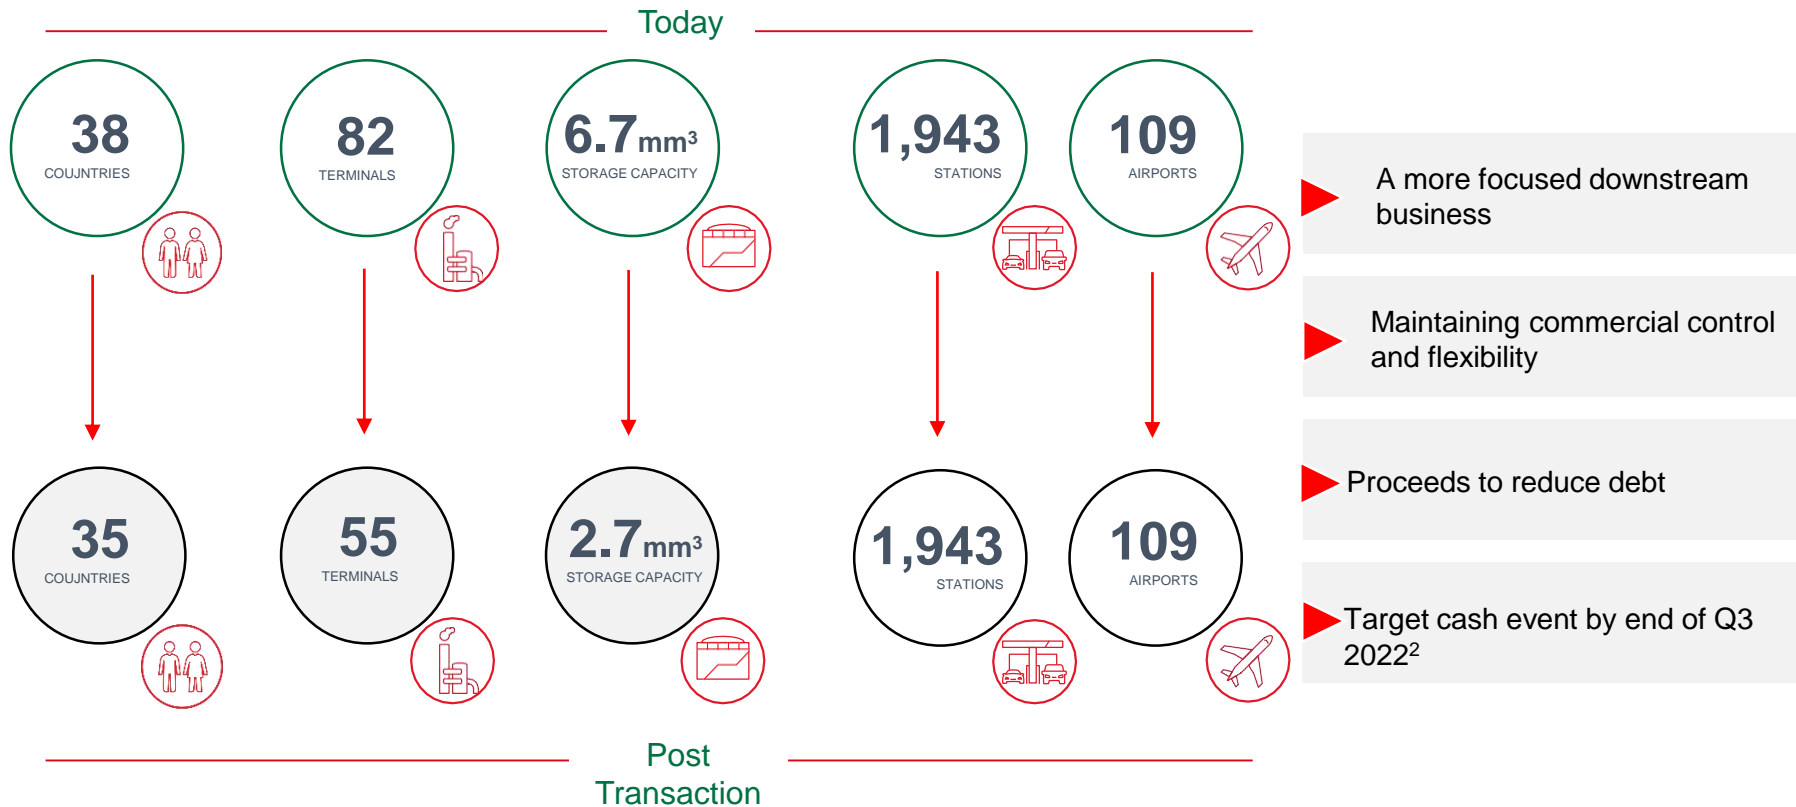 Today
38
COUJNTRIES
82
TERMINALS
6.7mm³
STORAGE CAPACITY
1,943
STATIONS
109
AIRPORTS
35
COUJNTRIES
55
TERMINALS
2.7mm³
STORAGE CAPACITY
1,943
STATIONS
109
AIRPORTS
Post
Transaction
A more focused downstream
business
Maintaining commercial control
and flexibility
Proceeds to reduce debt
Target cash event by end of Q3
2022²